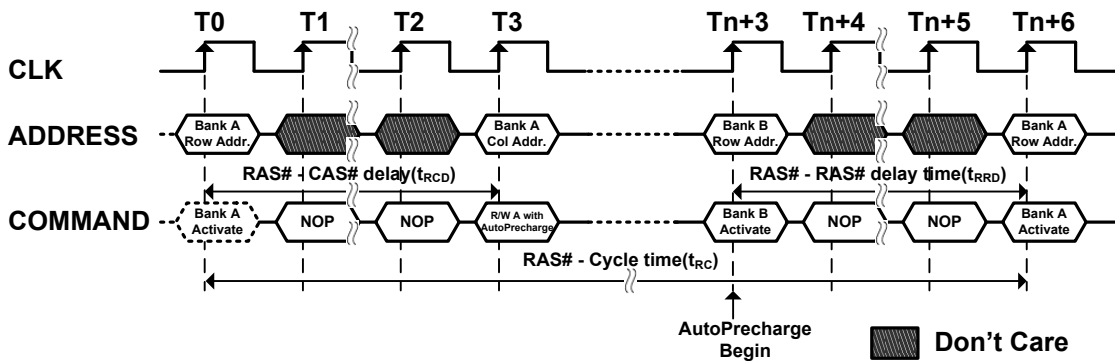 T0 T1 T2 T3 Tn+3 Tn+4 Tn+5 Tn+6
CLK
ADDRESS
Bank A
Row Addr.
Bank A
Col Addr.
Bank B
Row Addr.
Bank A
Row Addr.
RAS# - CAS# delay(tRCD)
RAS# - RAS# delay time(tRRD)
COMMAND
Bank A
Activate
NOP
NOP
R/W A with
AutoPrecharge
Bank B
Activate
NOP
NOP
Bank A
Activate
RAS# - Cycle time(tRC)
AutoPrecharge
Begin
Don't Care